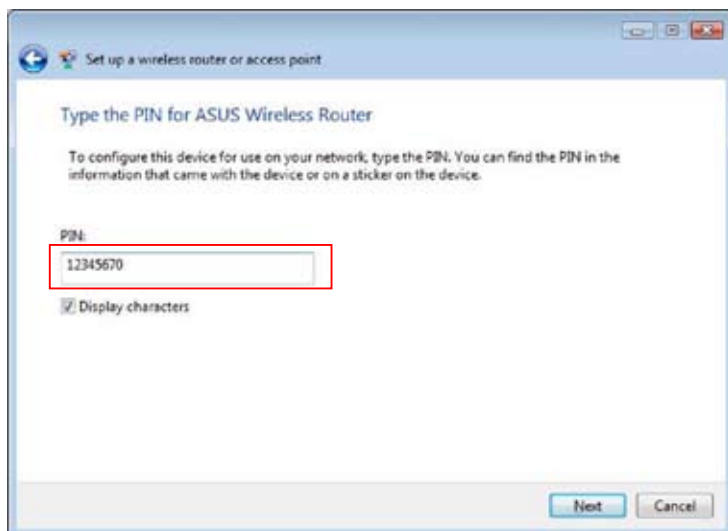 Set up a wireless router or access point
Type the PIN for ASUS Wireless Router
To configure this device for use on your network, type the PIN. You can find the PIN in the
information that came with the device or on a sticker on the device.
PIN:
12345670
Display characters
Next
Cancel